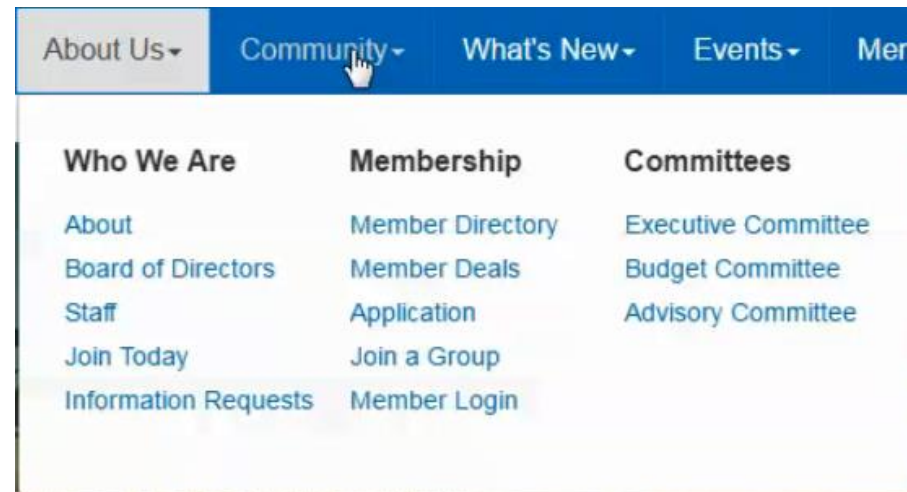 About Us Community What's New Events Mer
Who We Are Membership Committees
About Member Directory Executive Committee
Board of Directors Member Deals Budget Committee
Staff Application Advisory Committee
Join Today Join a Group
Information Requests Member Login